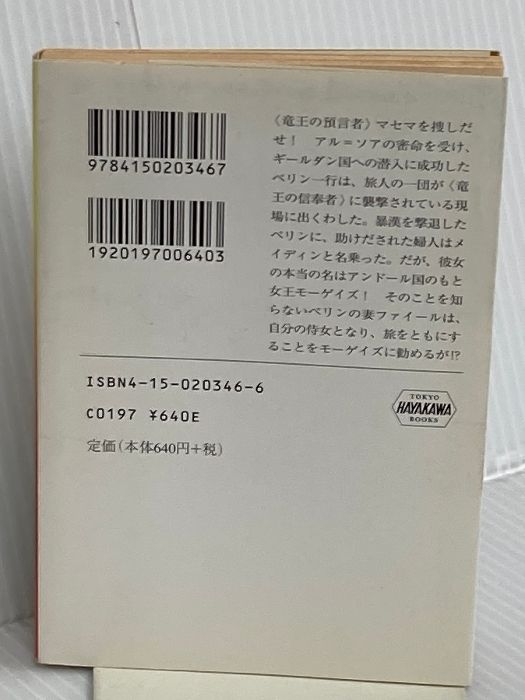 《竜王の預言者》マセマを捜しだ
せ！　アル＝ソアの密命を受け、
ギールダン国への潜入に成功した
ペリン一行は、旅人の一団が《竜
王の信奉者》に襲撃されている現
場に出くわした。暴漢を撃退した
ペリンに、助けだされた婦人はメ
イディンと名乗った。だが、彼女
の本当の名はアンドール国のもと
女王モーゲイズ！　そのことを知
らないペリンの妻ファイールは、
自分の侍女となり、旅をともにす
ることをモーゲイズに勧めるが!?
9784150203467
1920197006403
ISBN4-15-020346-6
C0197 ¥640E
定価(本体640円+税)
TOKYO
HAYAKAWA
BOOKS